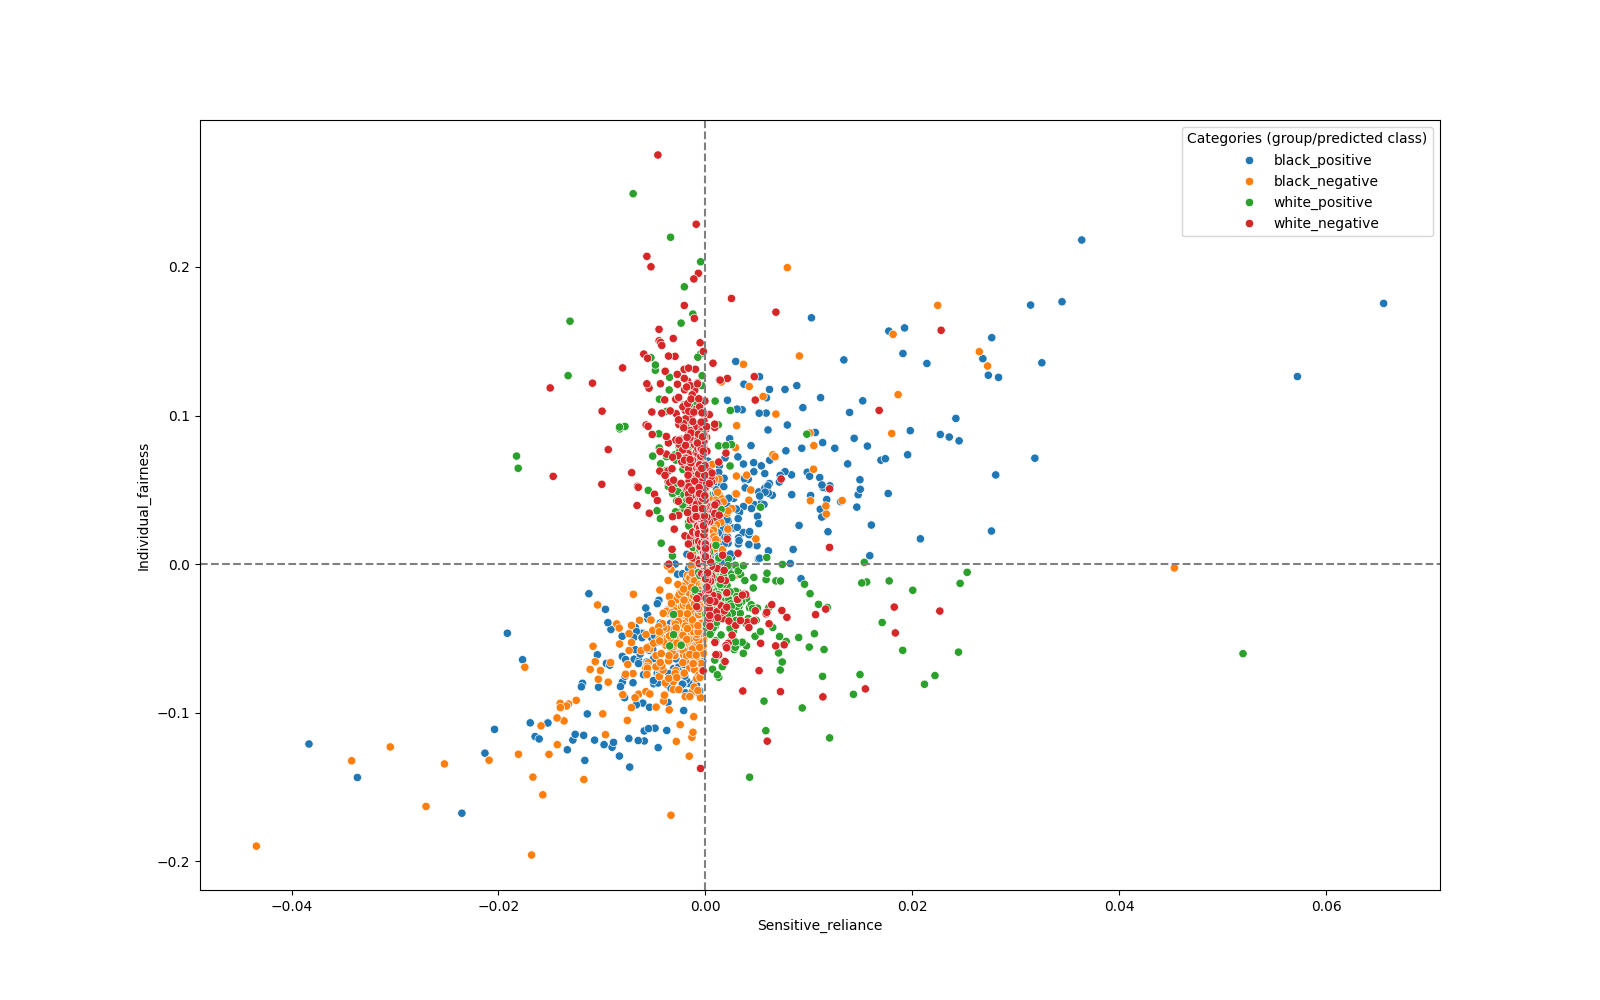 Categories (group/predicted class)
black_positive
black_negative
white_positive
white_negative
Individual_fairness
0.2
0.1
0.0
−0.1
−0.2
−0.04
−0.02
0.00
0.02
0.04
0.06
Sensitive_reliance